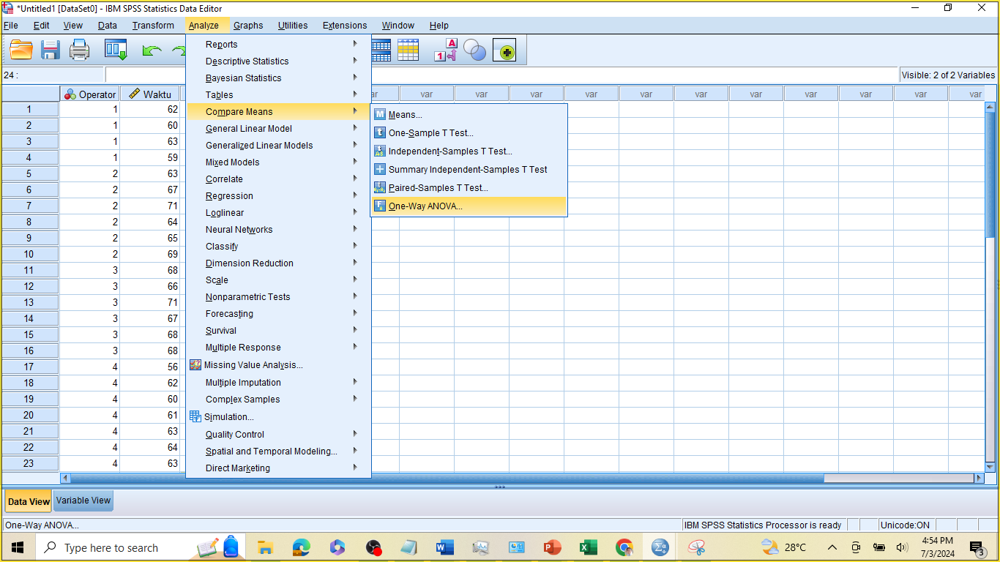 *Untitled1 [DataSet0] - IBM SPSS Statistics Data Editor
File Edit View Data Transform Analyze Graphs Utilities Extensions Window Help
24 :
Visible: 2 of 2 Variables
Operator Waktu var var var var var var var var var var var
1 1 62
2 1 60
3 1 63
4 1 59
5 2 63
6 2 67
7 2 71
8 2 64
9 2 65
10 2 69
11 3 68
12 3 66
13 3 71
14 3 67
15 3 68
16 3 68
17 4 56
18 4 62
19 4 60
20 4 61
21 4 63
22 4 64
23 4 63
Reports
Descriptive Statistics
Bayesian Statistics
Tables
Compare Means
General Linear Model
Generalized Linear Models
Mixed Models
Correlate
Regression
Loglinear
Neural Networks
Classify
Dimension Reduction
Scale
Nonparametric Tests
Forecasting
Survival
Multiple Response
Missing Value Analysis...
Multiple Imputation
Complex Samples
Simulation...
Quality Control
Spatial and Temporal Modeling...
Direct Marketing
Means...
One-Sample T Test...
Independent-Samples T Test...
Summary Independent-Samples T Test
Paired-Samples T Test...
One-Way ANOVA...
Data View Variable View
One-Way ANOVA...
IBM SPSS Statistics Processor is ready
Unicode:ON
Type here to search
28°C
4:54 PM
7/3/2024
3